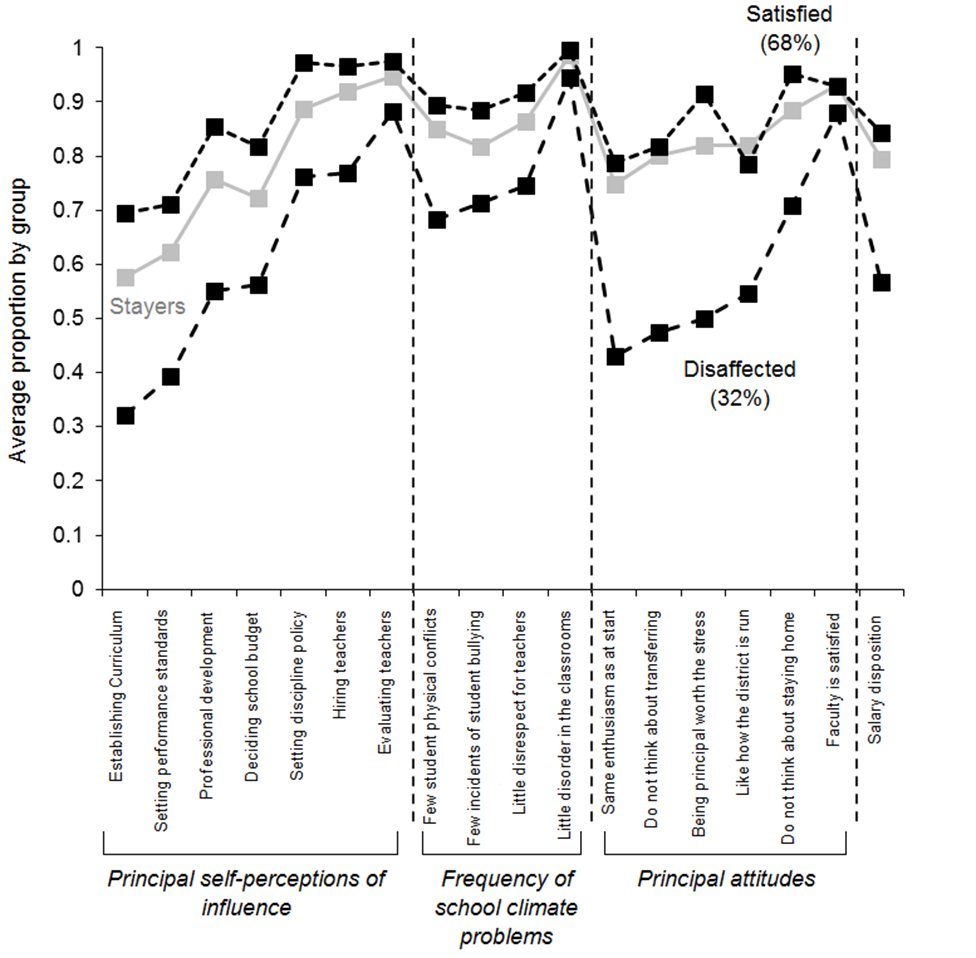 Satisfied
(68%)
Average proportion by group
1
0.9
0.8
0.7
0.6
0.5
0.4
0.3
0.2
0.1
0
Stayers
Disaffected
(32%)
Establishing Curriculum
Setting performance standards
Professional development
Deciding school budget
Setting discipline policy
Hiring teachers
Evaluating teachers
Few student physical conflicts
Few incidents of student bullying
Little disrespect for teachers
Little disorder in the classrooms
Same enthusiasm as at start
Do not think about transferring
Being principal worth the stress
Like how the district is run
Do not think about staying home
Faculty is satisfied
Salary disposition
Principal self-perceptions of
influence
Frequency of
school climate
problems
Principal attitudes